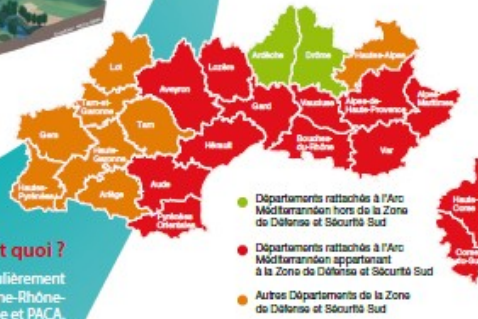 Lot
Aveyron
Lozère
Ardèche
Drôme
Hautes-Alpes
Tarn-et-
Garonne
Gers
Tarn
Haute-
Garonne
Hautes-
Pyrénées
Ariège
Aude
Pyrénées
Orientales
Hérault
Gard
Vaucluse
Bouches-
du-Rhône
Alpes-de-
Haute-Provence
Alpes
Maritimes
Var
Haute-
Corse
Corse
du-Su
Départements rattachés à l'Arc
Méditerranéen hors de la Zone
de Défense et Sécurité Sud
Départements rattachés à l'Arc
Méditerranéen appartenant
à la Zone de Défense et Sécurité Sud
Autres Départements de la Zone
de Défense et Sécurité Sud
t quoi ?
ulièrement
ne-Rhône-
e et PACA.